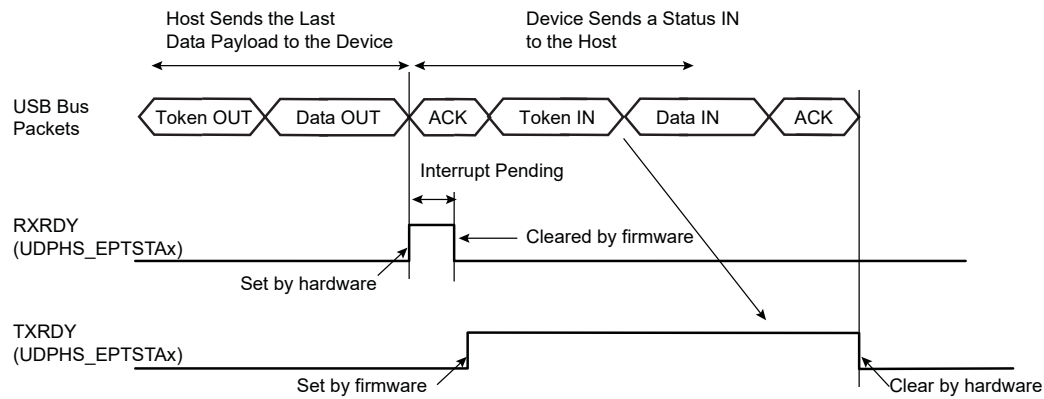 Host Sends the Last
Data Payload to the Device
Device Sends a Status IN
to the Host
USB Bus
Packets
Token OUT
Data OUT
ACK
Token IN
Data IN
ACK
Interrupt Pending
RXRDY
(UDPHS_EPTSTAx)
Cleared by firmware
Set by hardware
TXRDY
(UDPHS_EPTSTAx)
Set by firmware
Clear by hardware